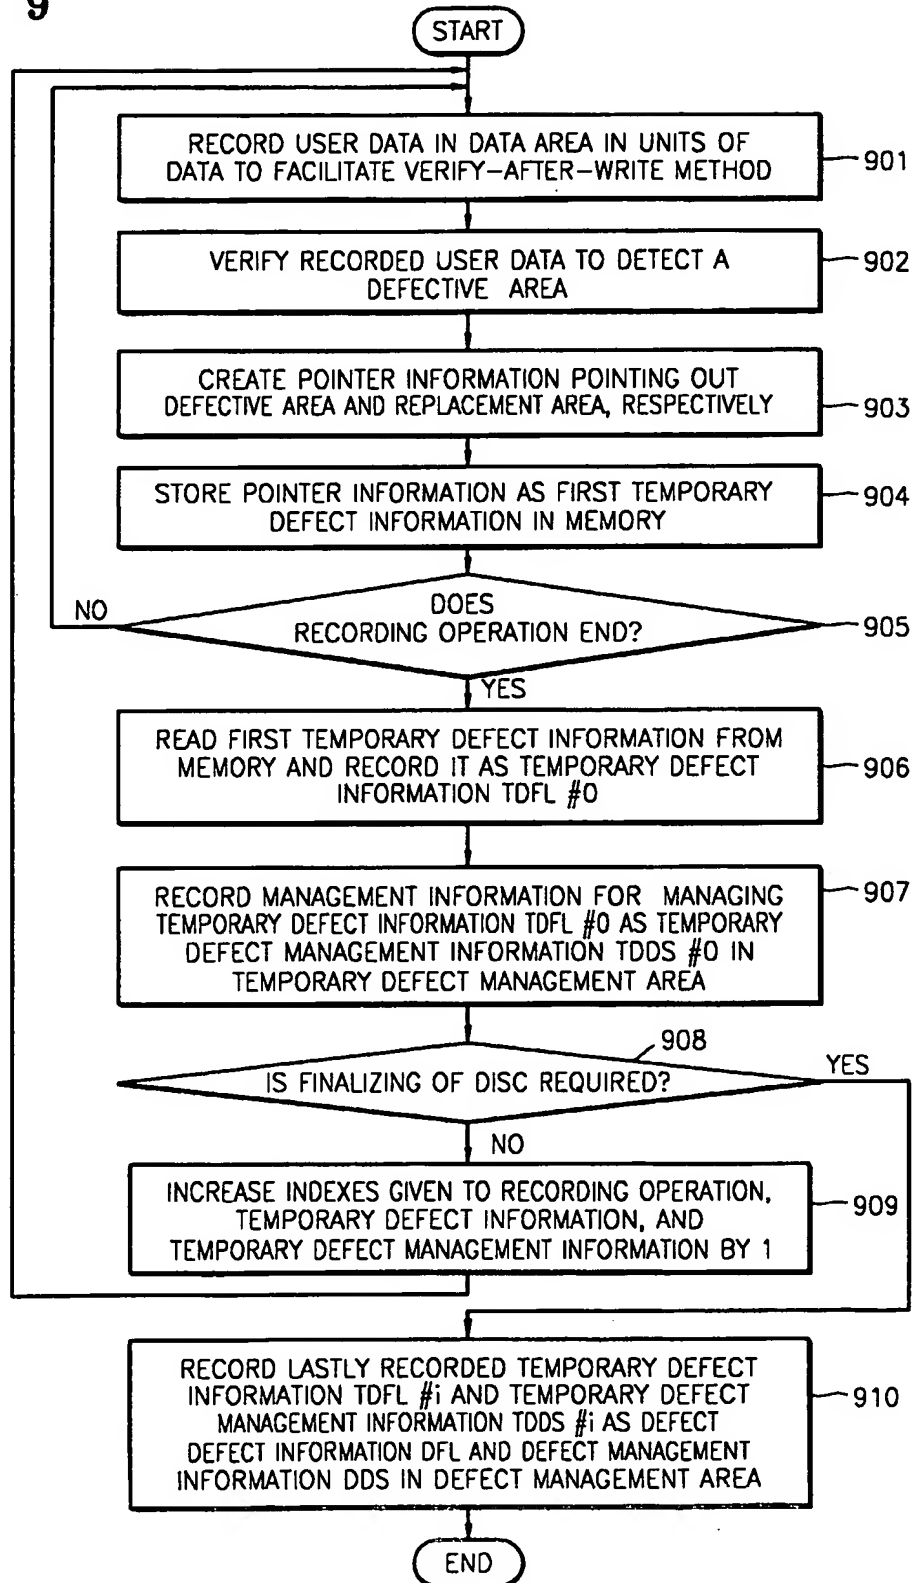 9
START
RECORD USER DATA IN DATA AREA IN UNITS OF
DATA TO FACILITATE VERIFY-AFTER-WRITE METHOD
901
VERIFY RECORDED USER DATA TO DETECT A
DEFECTIVE AREA
902
CREATE POINTER INFORMATION POINTING OUT
DEFECTIVE AREA AND REPLACEMENT AREA, RESPECTIVELY
903
STORE POINTER INFORMATION AS FIRST TEMPORARY
DEFECT INFORMATION IN MEMORY
904
NO
DOES
RECORDING OPERATION END?
905
YES
READ FIRST TEMPORARY DEFECT INFORMATION FROM
MEMORY AND RECORD IT AS TEMPORARY DEFECT
INFORMATION TDFL #0
906
RECORD MANAGEMENT INFORMATION FOR MANAGING
TEMPORARY DEFECT INFORMATION TDFL #0 AS TEMPORARY
DEFECT MANAGEMENT INFORMATION TDDS #0 IN
TEMPORARY DEFECT MANAGEMENT AREA
907
908
IS FINALIZING OF DISC REQUIRED?
YES
NO
INCREASE INDEXES GIVEN TO RECORDING OPERATION,
TEMPORARY DEFECT INFORMATION, AND
TEMPORARY DEFECT MANAGEMENT INFORMATION BY 1
909
RECORD LASTLY RECORDED TEMPORARY DEFECT
INFORMATION TDFL #i AND TEMPORARY DEFECT
MANAGEMENT INFORMATION TDDS #i AS DEFECT
DEFECT INFORMATION DFL AND DEFECT MANAGEMENT
INFORMATION DDS IN DEFECT MANAGEMENT AREA
910
END